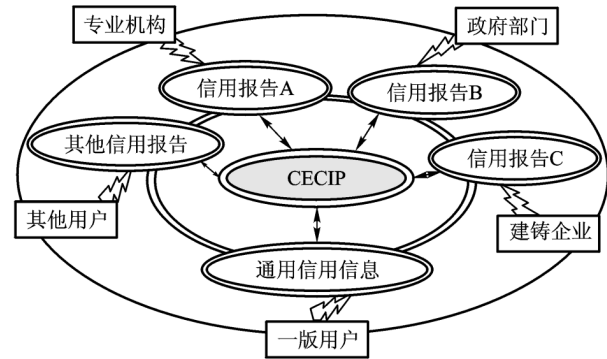 专业机构
政府部门
信用报告A
信用报告B
其他信用报告
信用报告C
CECIP
其他用户
建铸企业
通用信用信息
一版用户